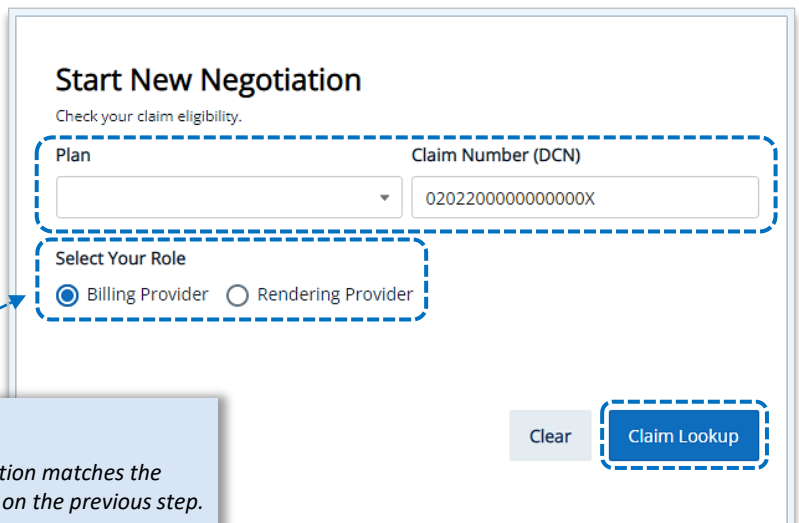 Start New Negotiation
Check your claim eligibility.
Plan
Claim Number (DCN)
0202200000000000X
Select Your Role
Billing Provider
Rendering Provider
Clear
Claim Lookup
tion matches the
on the previous step.